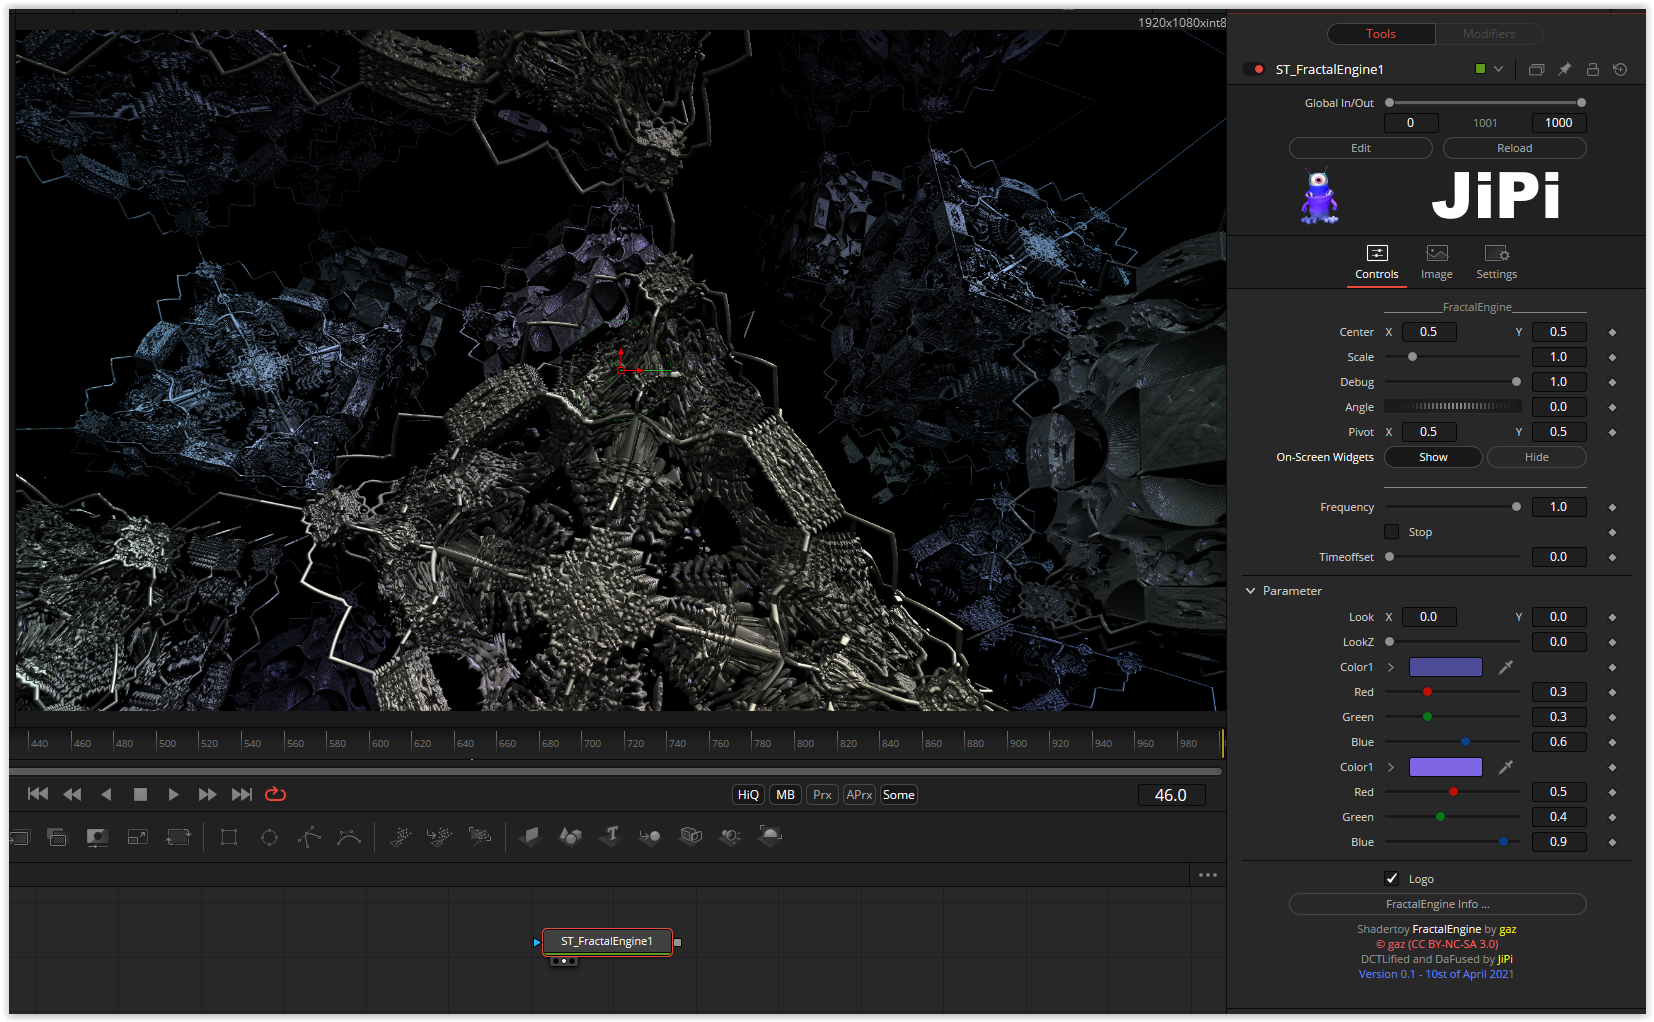 1920x1080xint8
Tools Modifiers
ST_FractalEngine1
Global In/Out
0 1001 1000
Edit Reload
JiPi
Controls Image Settings
FractalEngine
Center X 0.5 Y 0.5
Scale 1.0
Debug 1.0
Angle 0.0
Pivot X 0.5 Y 0.5
On-Screen Widgets Show Hide
Frequency 1.0
Stop
Timeoffset 0.0
Parameter
Look X 0.0 Y 0.0
LookZ 0.0
Color1
Red 0.3
Green 0.3
Blue 0.6
Color1
Red 0.5
Green 0.4
Blue 0.9
Logo
FractalEngine Info ...
Shadertoy FractalEngine by gaz
© gaz (CC BY-NC-SA 3.0)
DCTLified and DaFused by JiPi
Version 0.1 - 10st of April 2021
440 460 480 500 520 540 560 580 600 620 640 660 680 700 720 740 760 780 800 820 840 860 880 900 920 940 960 980
HiQ MB Prx APrx Some 46.0
ST_FractalEngine1